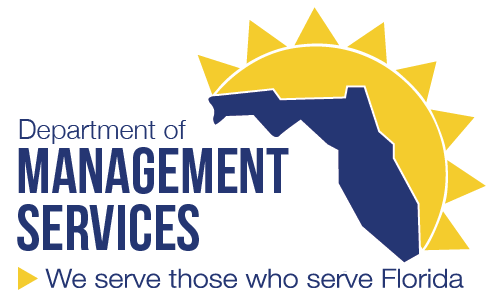 Department of
MANAGEMENT
SERVICES
We serve those who serve Florida